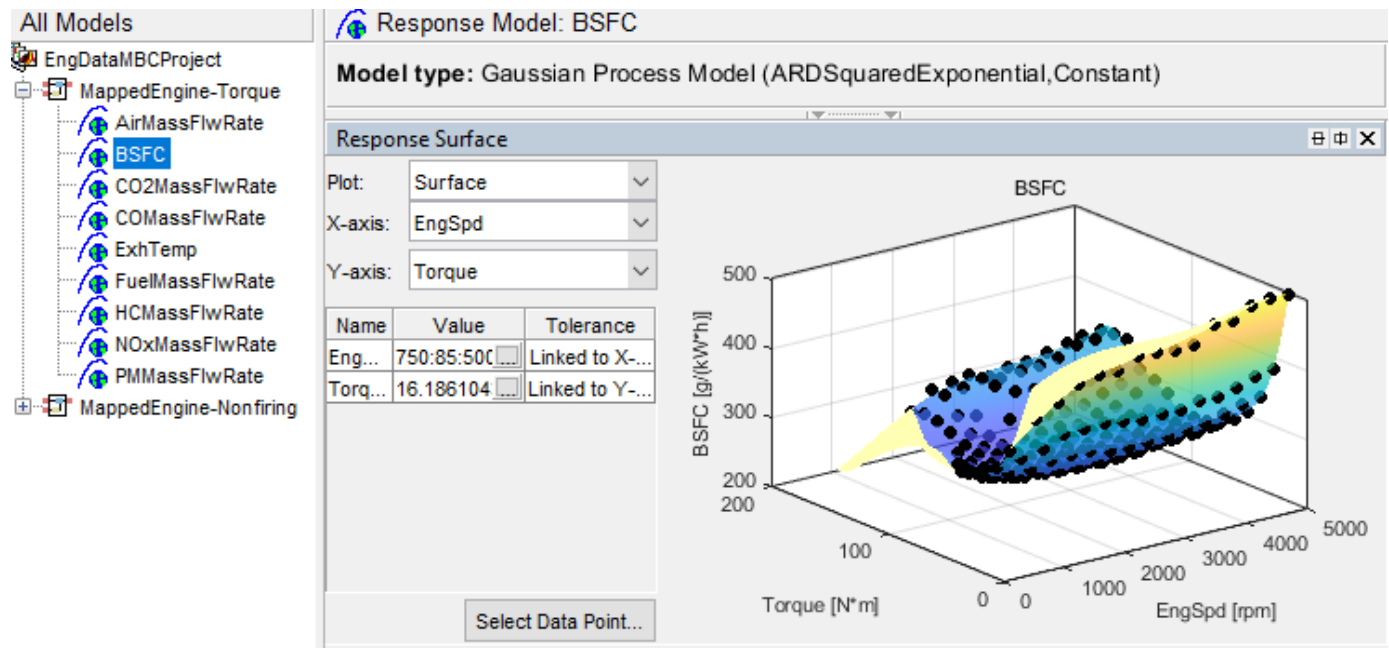 All Models
EngDataMBCProject
MappedEngine-Torque
AirMassFlwRate
BSFC
CO2MassFlwRate
COMassFlwRate
ExhTemp
FuelMassFlwRate
HCMassFlwRate
NOxMassFlwRate
PMMassFlwRate
MappedEngine-Nonfiring
Response Model: BSFC
Model type: Gaussian Process Model (ARDSquaredExponential,Constant)
Response Surface
Plot: Surface
X-axis: EngSpd
Y-axis: Torque
Name Value Tolerance
Eng... 750:85:500 ... Linked to X-...
Torq... 16.186104 ... Linked to Y-...
Select Data Point...
BSFC
BSFC [g/(kW*h)]
500
400
300
200
200
100
0
Torque [N*m]
0
1000
2000
3000
4000
5000
EngSpd [rpm]